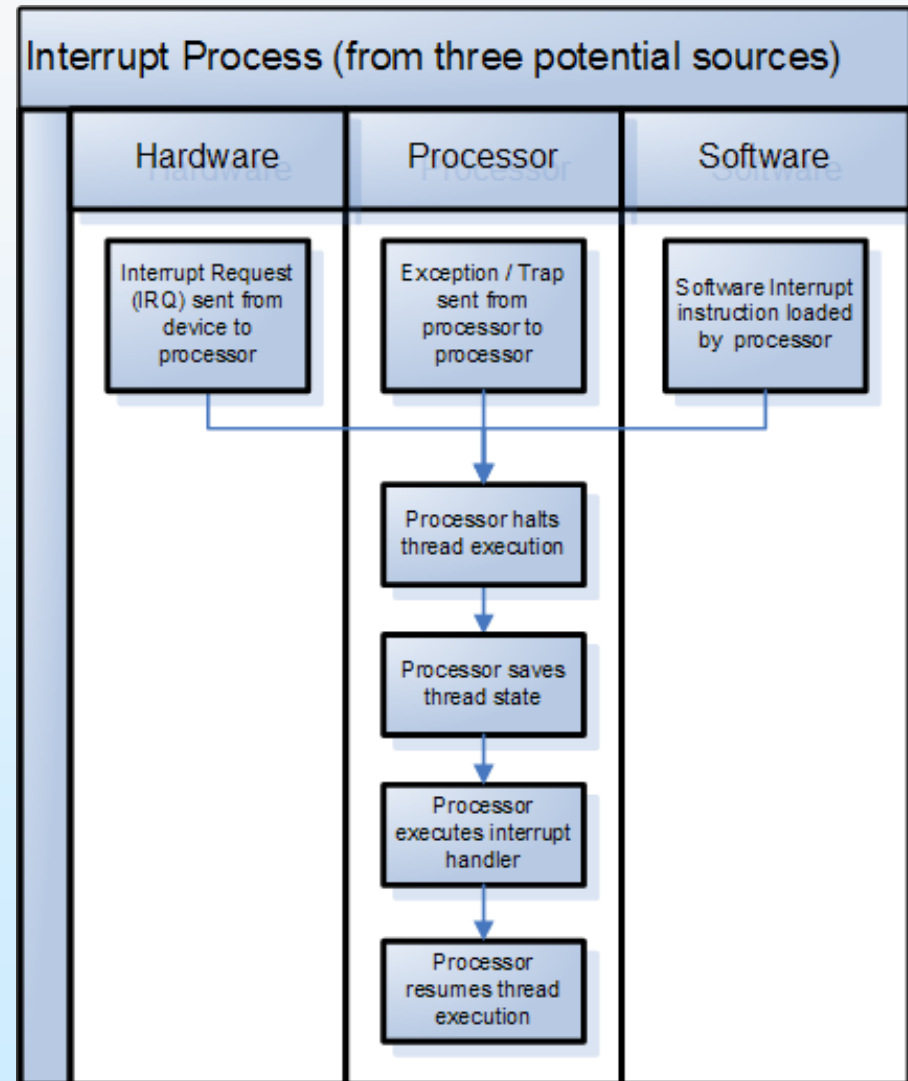 Interrupt Process (from three potential sources)
Hardware
Processor
Software
Interrupt Request
(IRQ) sent from
device to
processor
Exception / Trap
sent from
processor to
processor
Software Interrupt
instruction loaded
by processor
Processor halts
thread execution
Processor saves
thread state
Processor
executes interrupt
handler
Processor
resumes thread
execution